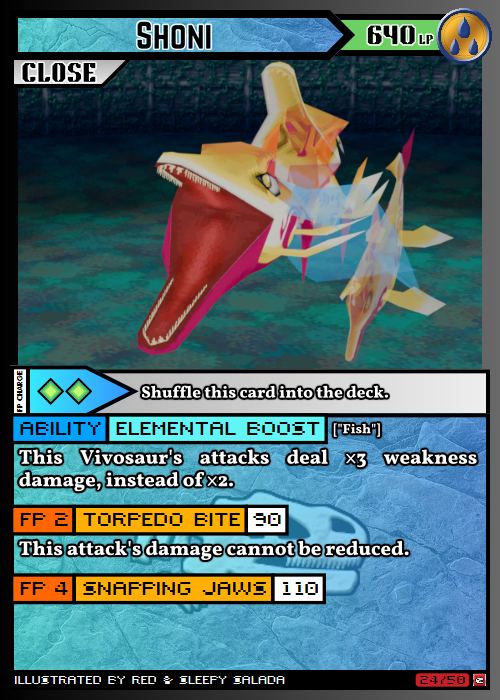 SHONI
640 LP
CLOSE
FP CHARGE
Shuffle this card into the deck.
ABILITY ELEMENTAL BOOST ["Fish"]
This Vivosaur's attacks deal ×3 weakness
damage, instead of ×2.
FP 2 TORPEDO BITE 90
This attack's damage cannot be reduced.
FP 4 SNAPPING JAWS 110
ILLUSTRATED BY RED & SLEEPY SALADA
24/50